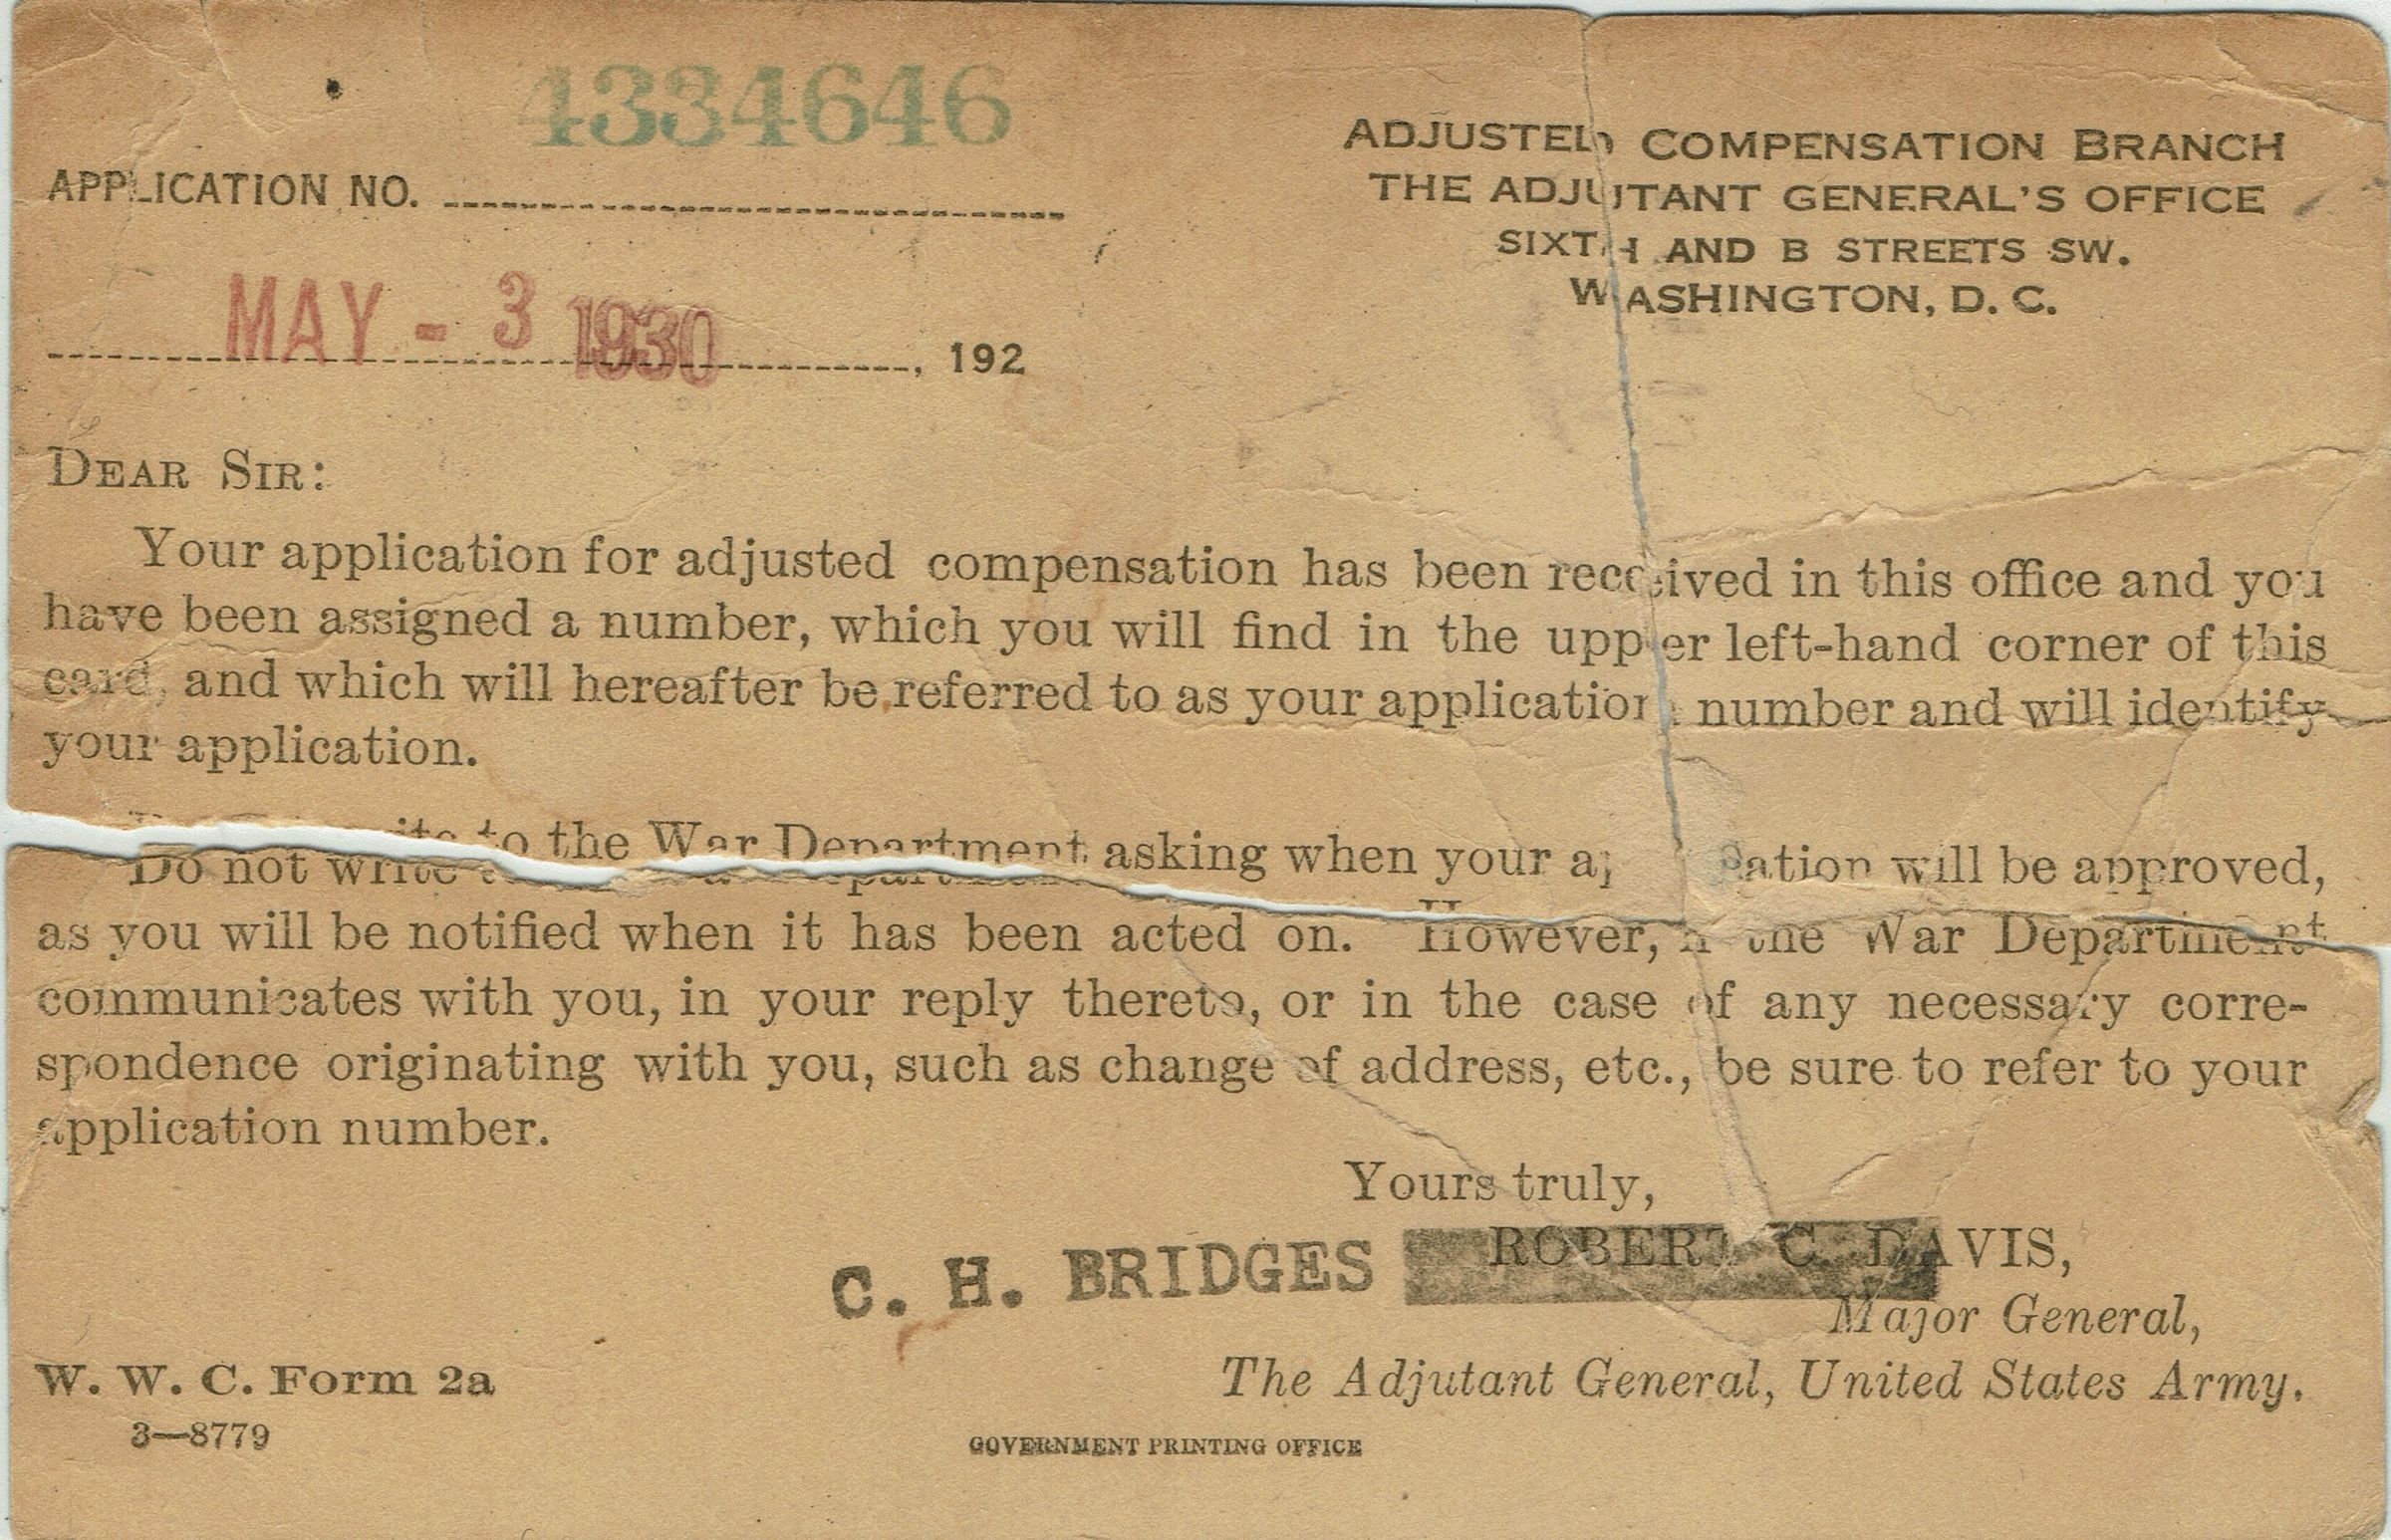 4334646
APPLICATION NO.
ADJUSTED COMPENSATION BRANCH
THE ADJUTANT GENERAL'S OFFICE
SIXTH AND B STREETS SW.
WASHINGTON, D. C.
MAY - 3 1930 , 192
DEAR SIR:
Your application for adjusted compensation has been received in this office and you
have been assigned a number, which you will find in the upper left-hand corner of this
card, and which will hereafter be referred to as your application number and will identify
your application.
Do not write to the War Department asking when your application will be approved,
as you will be notified when it has been acted on. However, if the War Department
communicates with you, in your reply thereto, or in the case of any necessary corre-
spondence originating with you, such as change of address, etc., be sure to refer to your
application number.
Yours truly,
C. H. BRIDGES ROBERT C. DAVIS,
Major General,
The Adjutant General, United States Army.
W. W. C. Form 2a
3—8779
GOVERNMENT PRINTING OFFICE